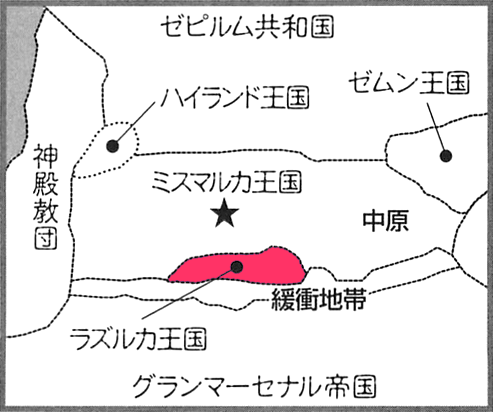 ゼピルム共和国
ゼムン王国
ハイランド王国
神殿教団
ミスマルカ王国
中原
緩衝地帯
ラズルカ王国
グランマーセナル帝国